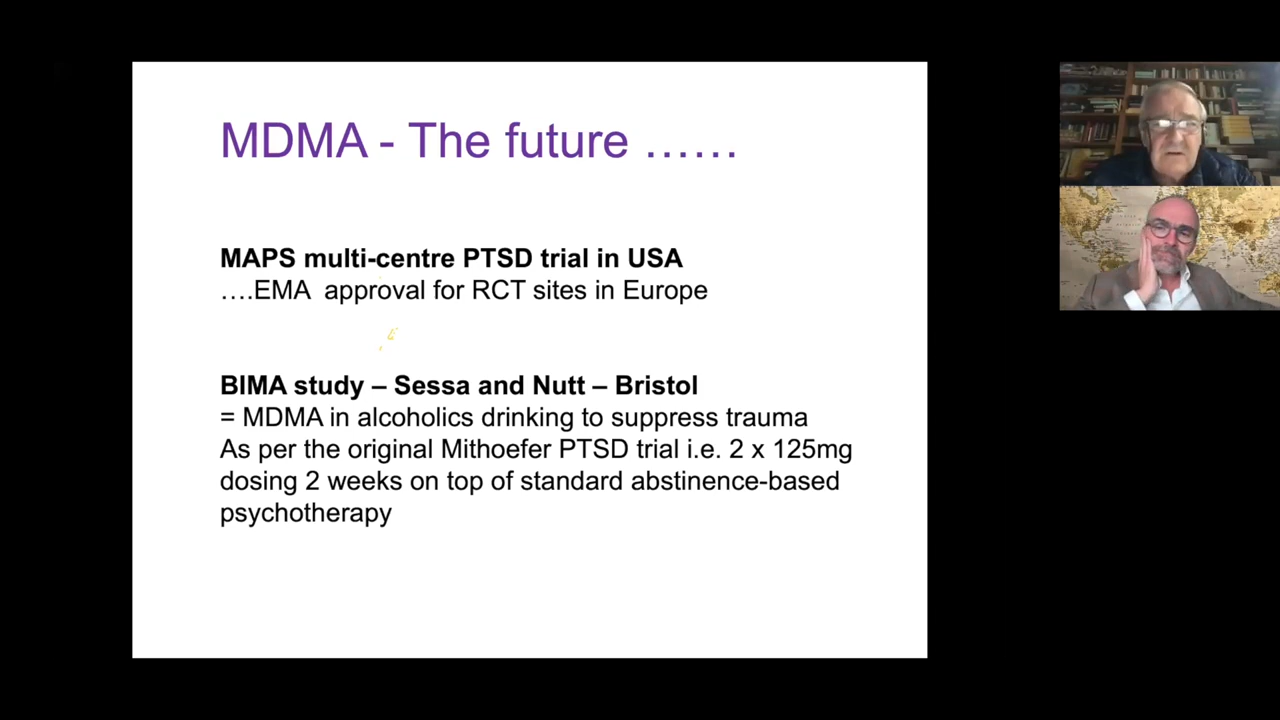 MDMA - The future ......
MAPS multi-centre PTSD trial in USA
....EMA  approval for RCT sites in Europe
BIMA study – Sessa and Nutt – Bristol
= MDMA in alcoholics drinking to suppress trauma
As per the original Mithoefer PTSD trial i.e. 2 x 125mg
dosing 2 weeks on top of standard abstinence-based
psychotherapy